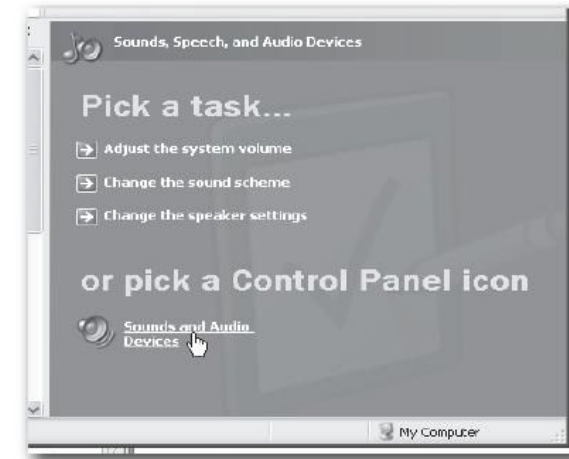 Sounds, Speech, and Audio Devices
Pick a task...
Adjust the system volume
Change the sound scheme
Change the speaker settings
or pick a Control Panel icon
Sounds and Audio
Devices
My Computer